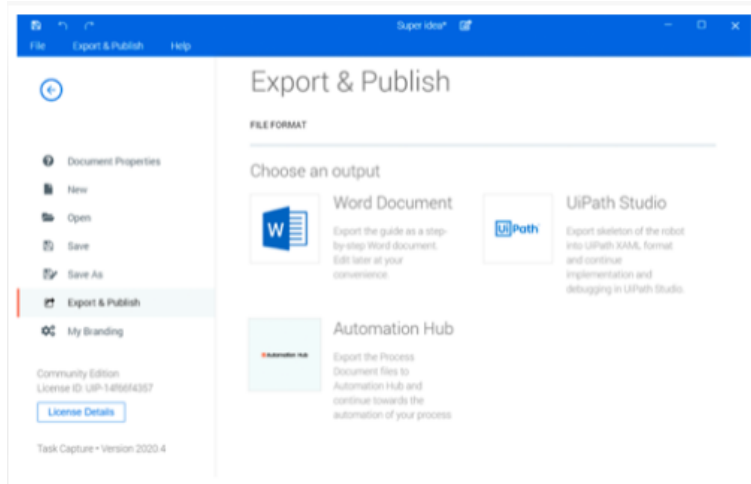 Super idea*
File Export & Publish Help
Export & Publish
FILE FORMAT
Document Properties
New
Open
Save
Save As
Export & Publish
My Branding
Community Edition
License ID: UIP-14f66f4357
License Details
Task Capture • Version 2020.4
Choose an output
W
Word Document
Export the guide as a step-
by-step Word document.
Edit later at your
convenience.
UiPath
UiPath Studio
Export skeleton of the robot
into UiPath XAML format
and continue
implementation and
debugging in UiPath Studio
Automation Hub
Automation Hub
Export the Process
Document files to
Automation Hub and
continue towards the
automation of your process